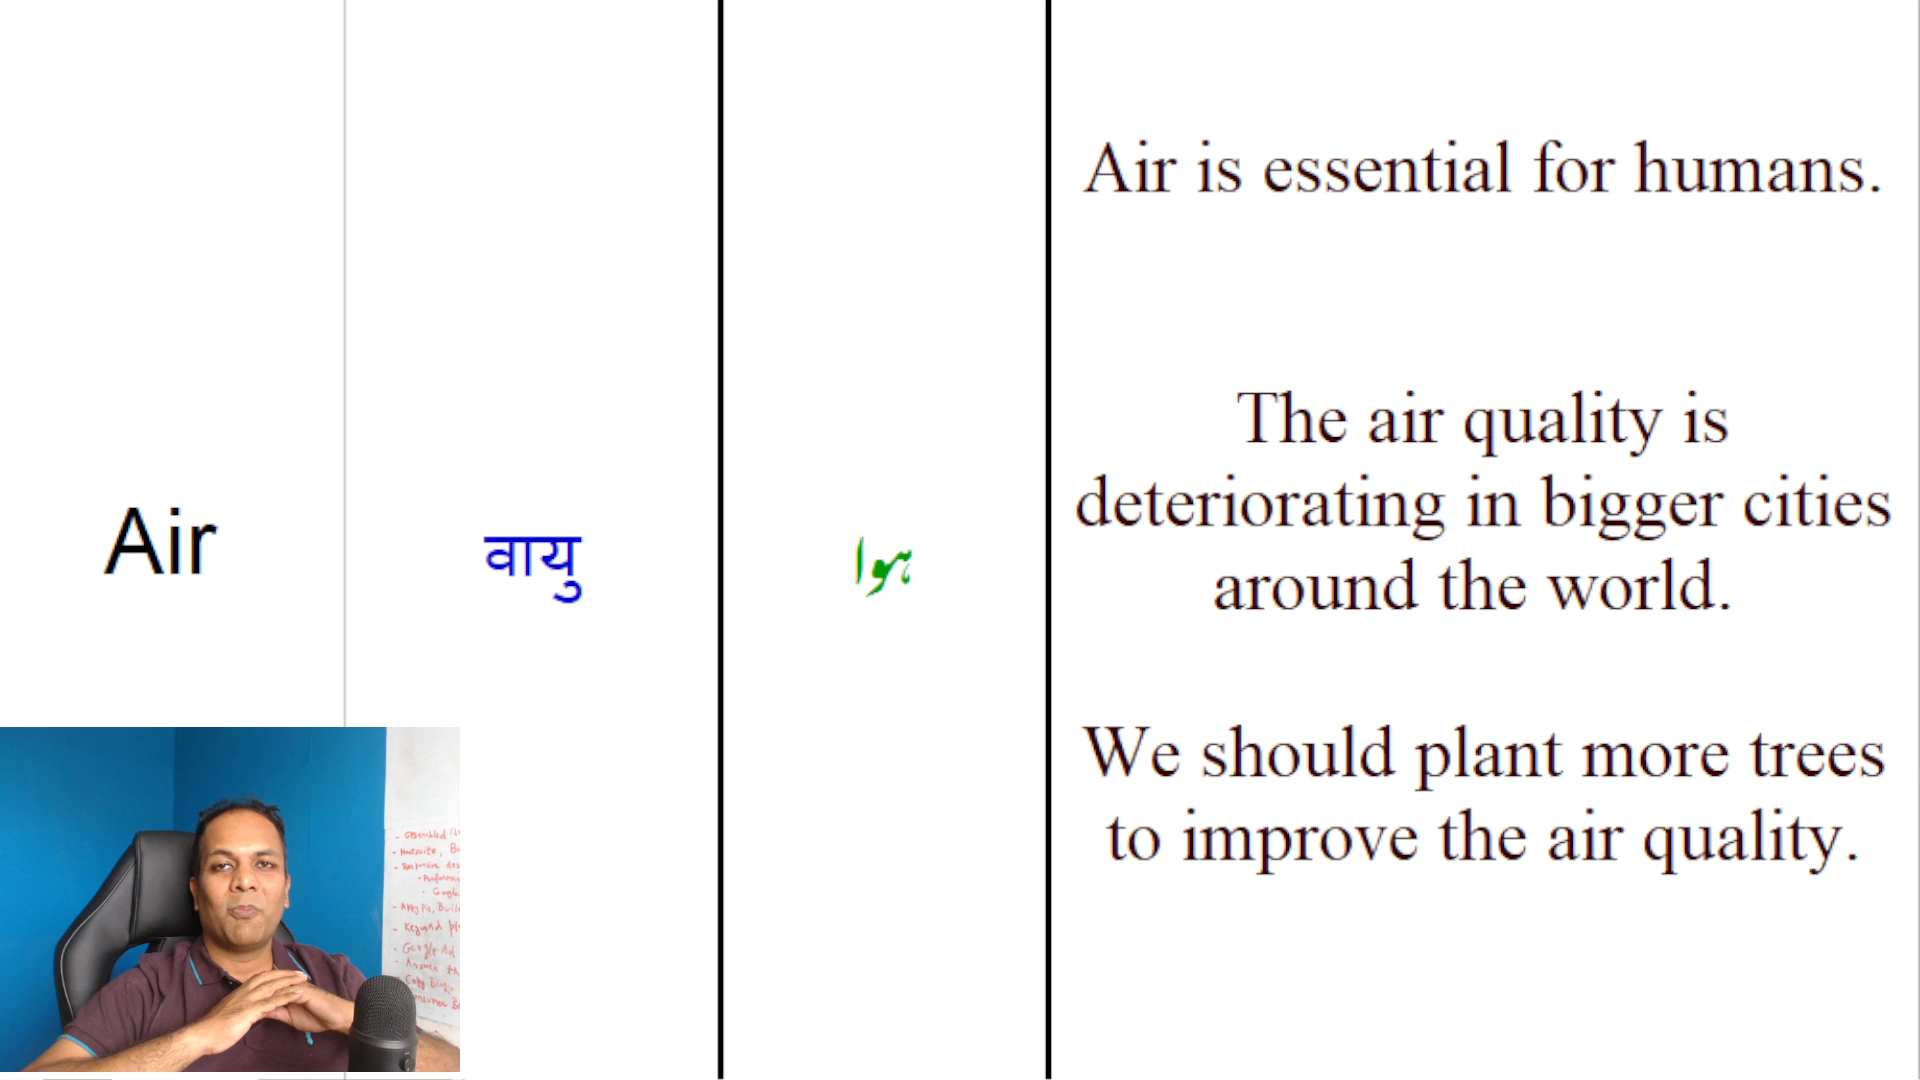 Air
वायु
ہوا
Air is essential for humans.
The air quality is
deteriorating in bigger cities
around the world.
We should plant more trees
to improve the air quality.